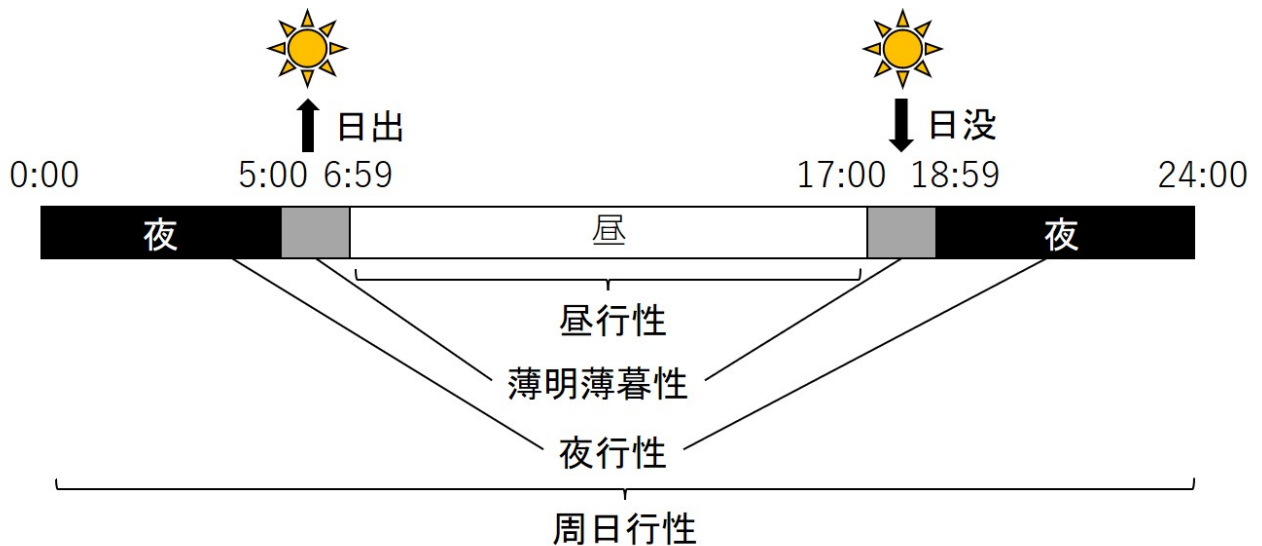 日出
日没
0:00 5:00 6:59 17:00 18:59 24:00
夜 昼 夜
昼行性
薄明薄暮性
夜行性
周日行性